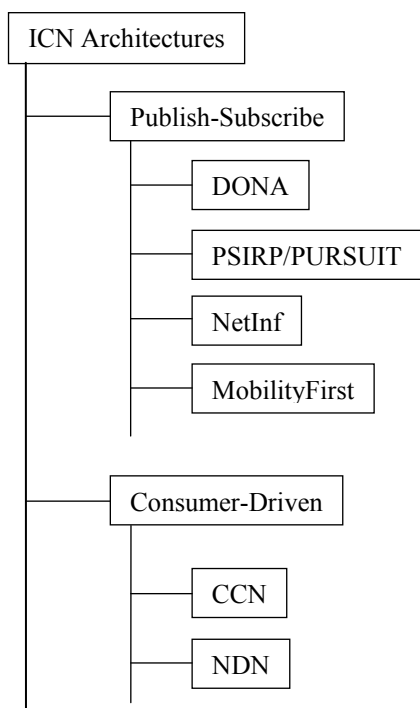 ICN Architectures
Publish-Subscribe
DONA
PSIRP/PURSUIT
NetInf
MobilityFirst
Consumer-Driven
CCN
NDN